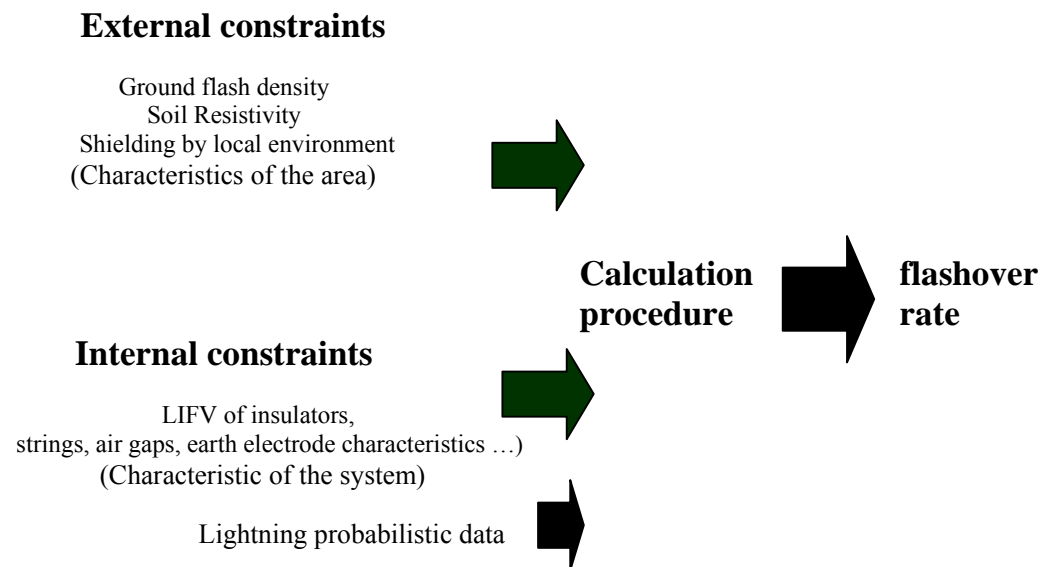 External constraints
Ground flash density
Soil Resistivity
Shielding by local environment
(Characteristics of the area)
Calculation
procedure
flashover
rate
Internal constraints
LIFV of insulators,
strings, air gaps, earth electrode characteristics …)
(Characteristic of the system)
Lightning probabilistic data